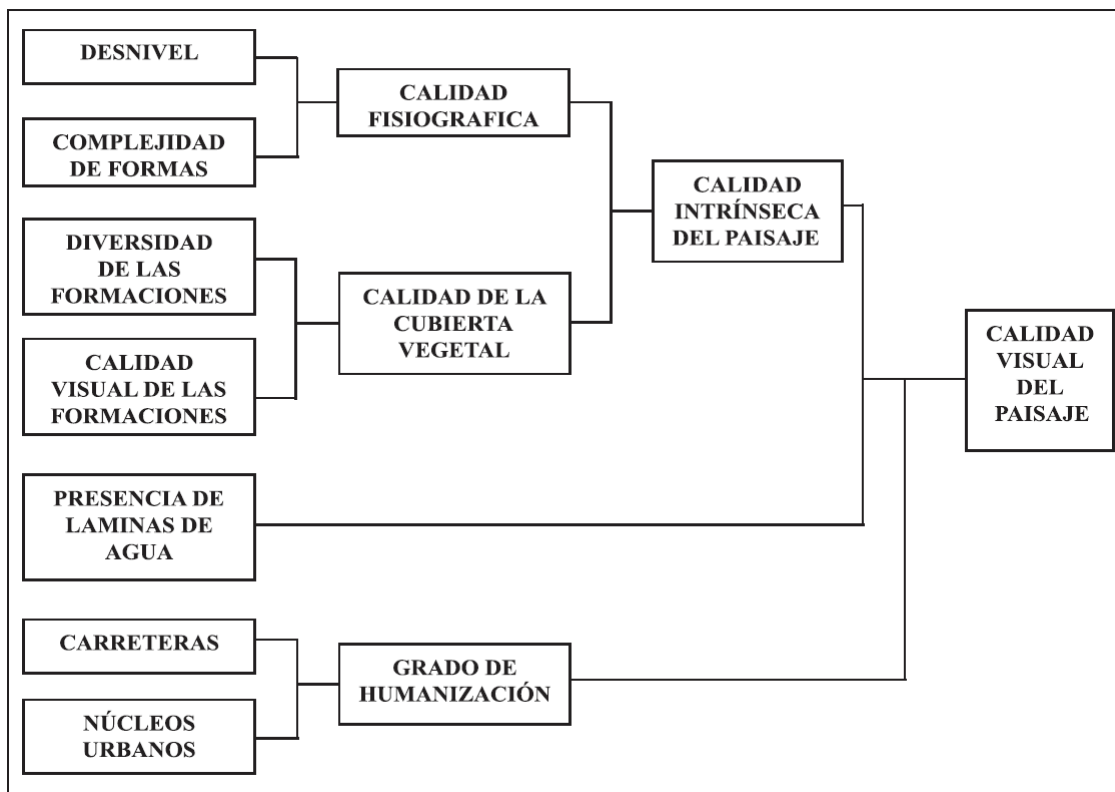 DESNIVEL
COMPLEJIDAD
DE FORMAS
DIVERSIDAD
DE LAS
FORMACIONES
CALIDAD
VISUAL DE LAS
FORMACIONES
PRESENCIA DE
LAMINAS DE
AGUA
CARRETERAS
NÚCLEOS
URBANOS
CALIDAD
FISIOGRAFICA
CALIDAD DE LA
CUBIERTA
VEGETAL
GRADO DE
HUMANIZACIÓN
CALIDAD
INTRÍNSECA
DEL PAISAJE
CALIDAD
VISUAL
DEL
PAISAJE